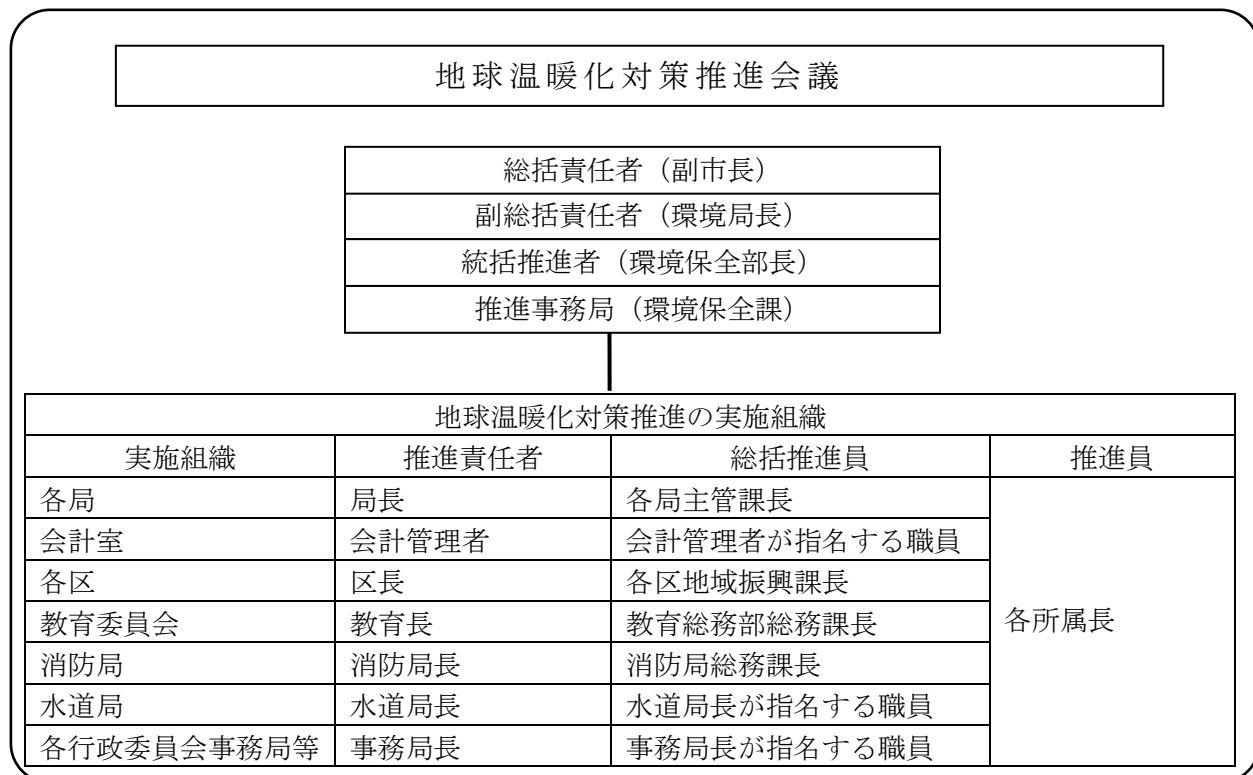 地球温暖化対策推進会議
総括責任者（副市長）
副総括責任者（環境局長）
統括推進者（環境保全部長）
推進事務局（環境保全課）
地球温暖化対策推進の実施組織
実施組織 推進責任者 総括推進員 推進員
各局 局長 各局主管課長
会計室 会計管理者 会計管理者が指名する職員
各区 区長 各区地域振興課長
教育委員会 教育長 教育総務部総務課長 各所属長
消防局 消防局長 消防局総務課長
水道局 水道局長 水道局長が指名する職員
各行政委員会事務局等 事務局長 事務局長が指名する職員